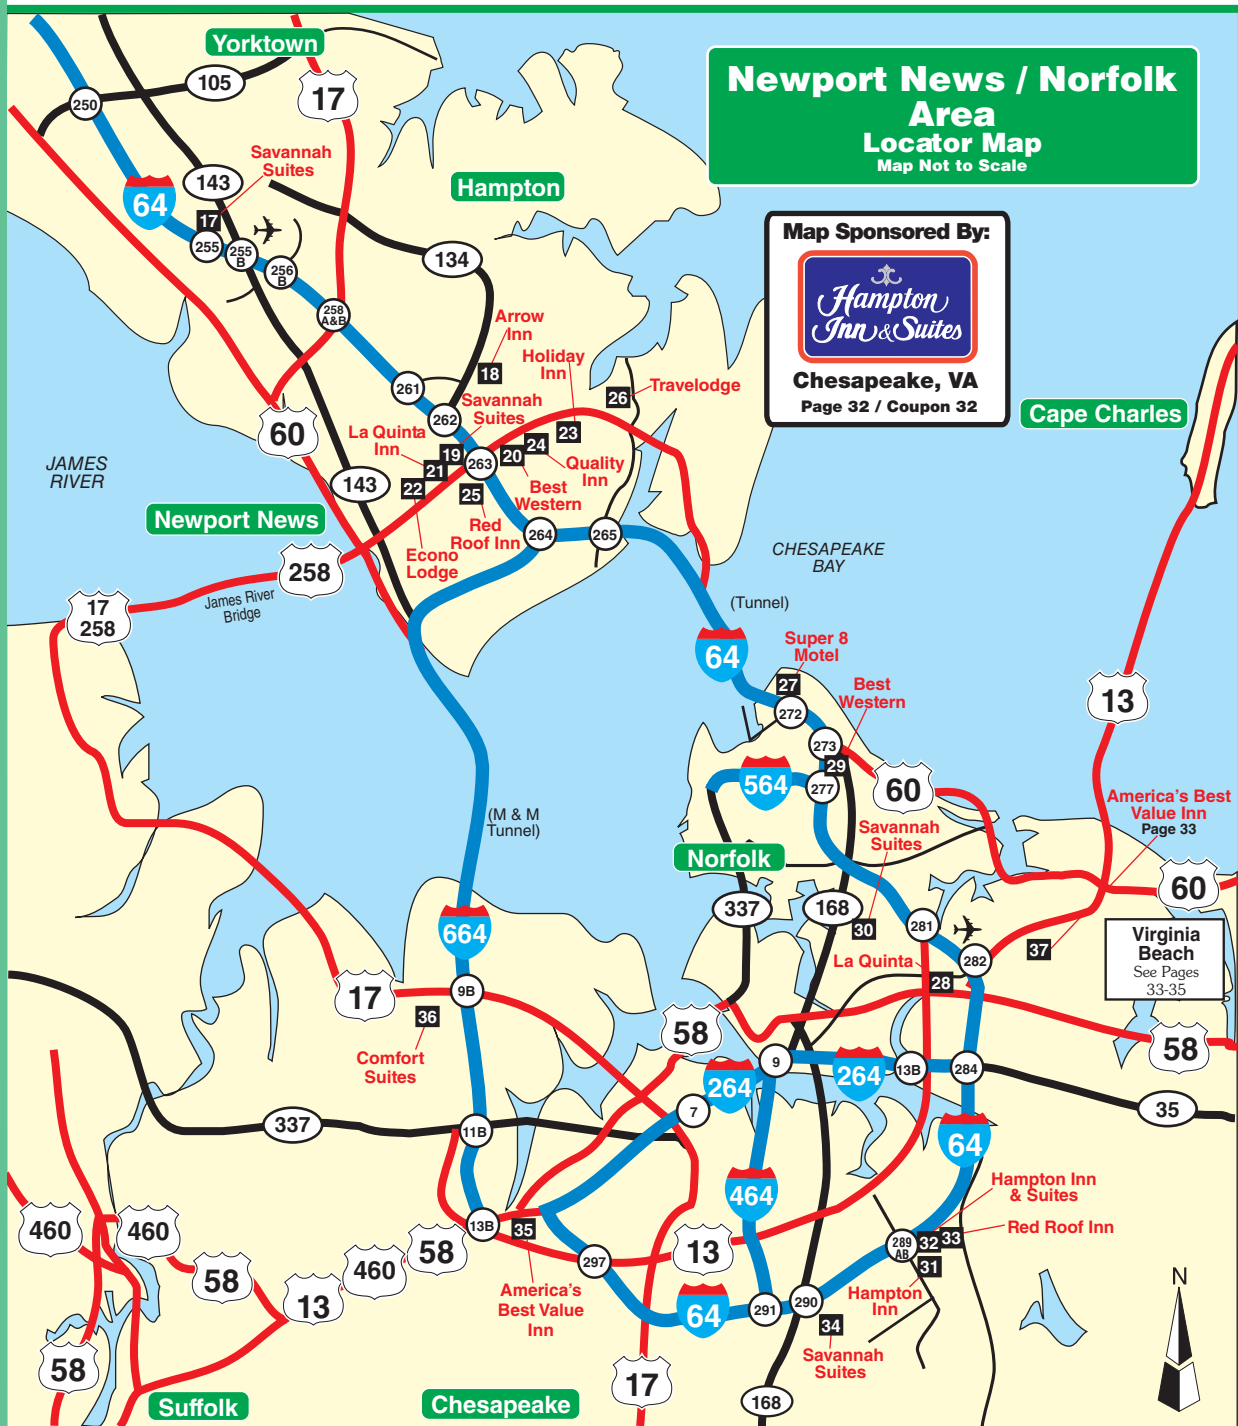 Yorktown
105
17
250
Newport News / Norfolk
Area
Locator Map
Map Not to Scale
Savannah
Suites
143
64
Hampton
17
255
255
B
256
B
134
Map Sponsored By:
Hampton
Inn & Suites
Chesapeake, VA
Page 32 / Coupon 32
258
A&B
Arrow
Inn
18
Holiday
Inn
26
Travelodge
Cape Charles
261
262
Savannah
Suites
60
La Quinta
Inn
19
21
22
263
20
24
23
Quality
Inn
25
Best
Western
Red
Roof Inn
JAMES
RIVER
143
Newport News
264
265
Econo
Lodge
258
James River
Bridge
17
258
CHESAPEAKE
BAY
(Tunnel)
64
Super 8
Motel
27
272
Best
Western
13
273
29
564
277
60
(M & M
Tunnel)
America's Best
Value Inn
Page 33
Savannah
Suites
Norfolk
60
337
168
30
281
664
37
Virginia
Beach
See Pages
33-35
La Quinta
282
28
17
9B
36
58
58
Comfort
Suites
9
264
264
13B
284
7
35
337
11B
64
464
Hampton Inn
& Suites
Red Roof Inn
460
460
58
13B
35
13
289
AB
32
33
31
297
58
460
13
America's
Best Value
Inn
64
291
290
Hampton
Inn
34
Savannah
Suites
N
58
17
168
Suffolk
Chesapeake